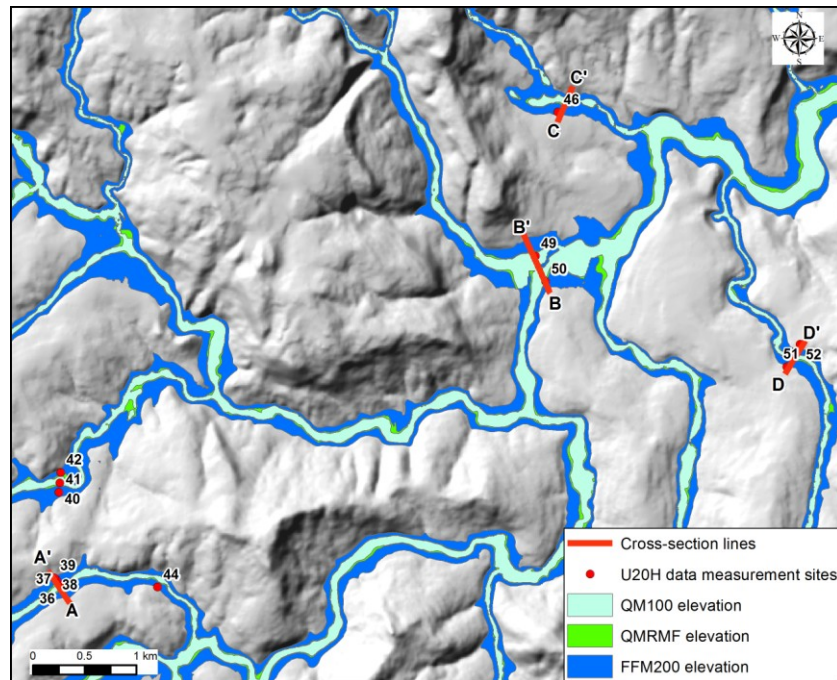 N
W E
S
C'
46
C
B'
49
50
B
D'
51 52
D
42
41
40
A'
39
37
38
36
A
44
0 0.5 1 km
Cross-section lines
U20H data measurement sites
QM100 elevation
QMRMF elevation
FFM200 elevation